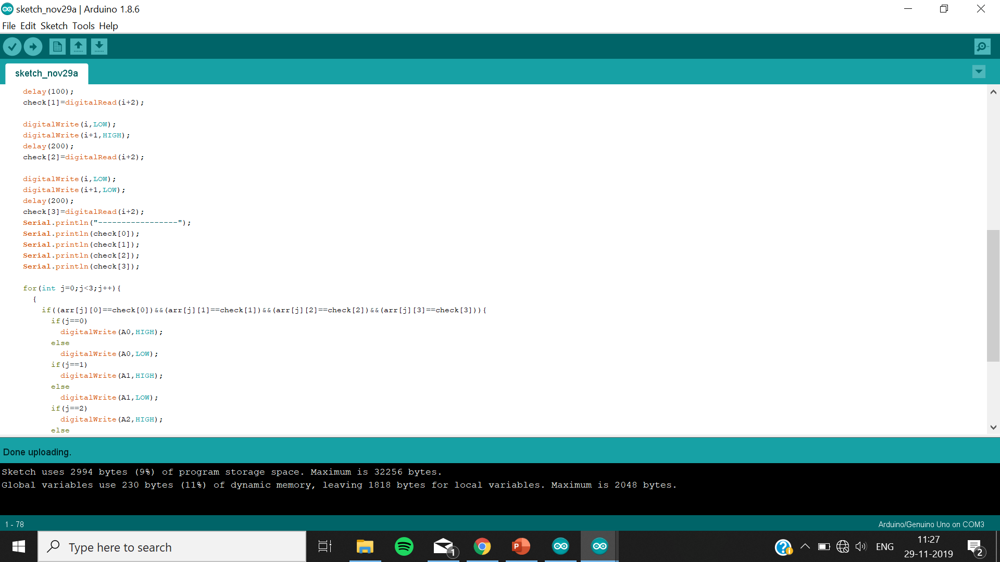 sketch_nov29a | Arduino 1.8.6
File Edit Sketch Tools Help
sketch_nov29a
delay(100);
check[1]=digitalRead(i+2);
digitalWrite(i,LOW);
digitalWrite(i+1,HIGH);
delay(200);
check[2]=digitalRead(i+2);
digitalWrite(i,LOW);
digitalWrite(i+1,LOW);
delay(200);
check[3]=digitalRead(i+2);
Serial.println("-----------------");
Serial.println(check[0]);
Serial.println(check[1]);
Serial.println(check[2]);
Serial.println(check[3]);
for(int j=0;j<3;j++){
{
if((arr[j][0]==check[0])&&(arr[j][1]==check[1])&&(arr[j][2]==check[2])&&(arr[j][3]==check[3])){
if(j==0)
digitalWrite(A0,HIGH);
else
digitalWrite(A0,LOW);
if(j==1)
digitalWrite(A1,HIGH);
else
digitalWrite(A1,LOW);
if(j==2)
digitalWrite(A2,HIGH);
else
Done uploading.
Sketch uses 2994 bytes (9%) of program storage space. Maximum is 32256 bytes.
Global variables use 230 bytes (11%) of dynamic memory, leaving 1818 bytes for local variables. Maximum is 2048 bytes.
1 - 78
Arduino/Genuino Uno on COM3
Type here to search
1
P
ENG
11:27
29-11-2019
2